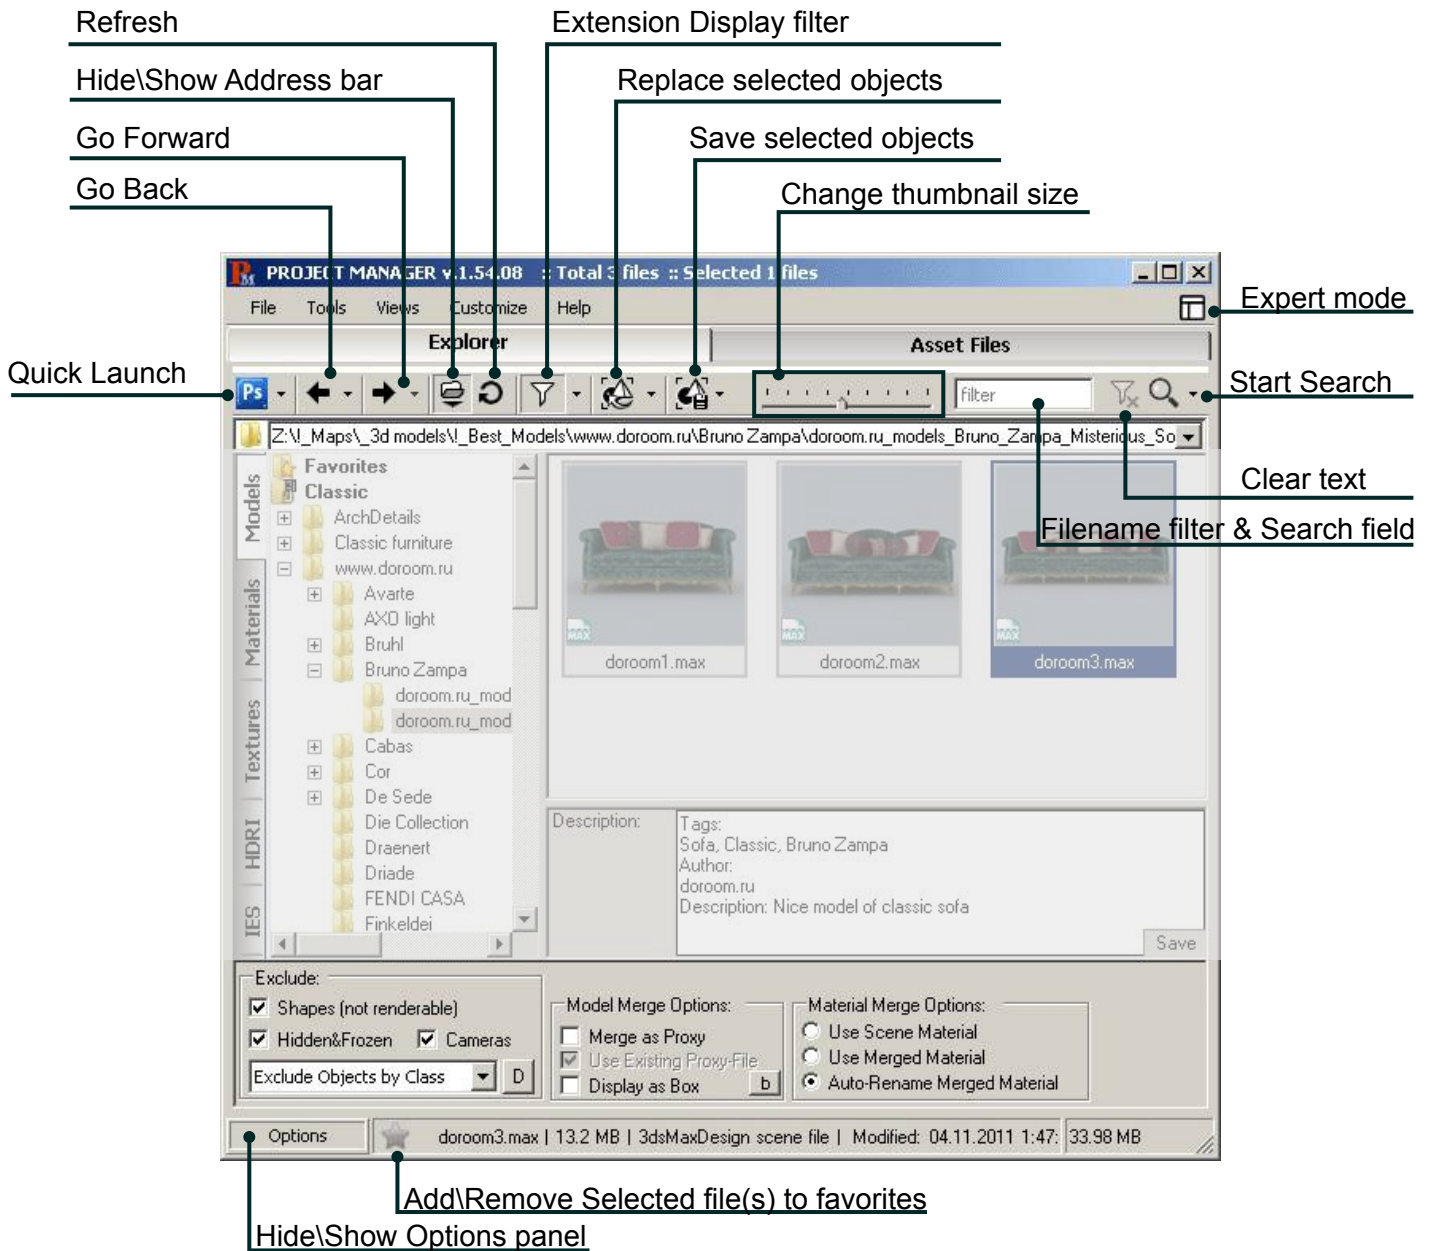 Refresh
Extension Display filter
Hide\Show Address bar
Replace selected objects
Go Forward
Save selected objects
Go Back
Change thumbnail size
PROJECT MANAGER v.1.54.08 :: Total 3 files :: Selected 1 files
File Tools Views Customize Help
Expert mode
Explorer
Asset Files
Quick Launch
Ps
filter
Start Search
Z:\!_Maps\_3d models\!_Best_Models\www.doroom.ru\Bruno Zampa\doroom.ru_models_Bruno_Zampa_Misterious_So
Clear text
Filename filter & Search field
Models
Materials
Textures
HDRI
IES
Favorites
Classic
ArchDetails
Classic furniture
www.doroom.ru
Avarte
AXO light
Bruhl
Bruno Zampa
doroom.ru_mod
doroom.ru_mod
Cabas
Cor
De Sede
Die Collection
Draenert
Driade
FENDI CASA
Finkeldei
MAX
doroom1.max
MAX
doroom2.max
MAX
doroom3.max
Description:
Tags:
Sofa, Classic, Bruno Zampa
Author:
doroom.ru
Description: Nice model of classic sofa
Save
Exclude:
Shapes (not renderable)
Hidden&Frozen Cameras
Exclude Objects by Class D
Model Merge Options:
Merge as Proxy
Use Existing Proxy-File
Display as Box b
Material Merge Options:
Use Scene Material
Use Merged Material
Auto-Rename Merged Material
Options
doroom3.max | 13.2 MB | 3dsMaxDesign scene file | Modified: 04.11.2011 1:47:
33.98 MB
Add\Remove Selected file(s) to favorites
Hide\Show Options panel